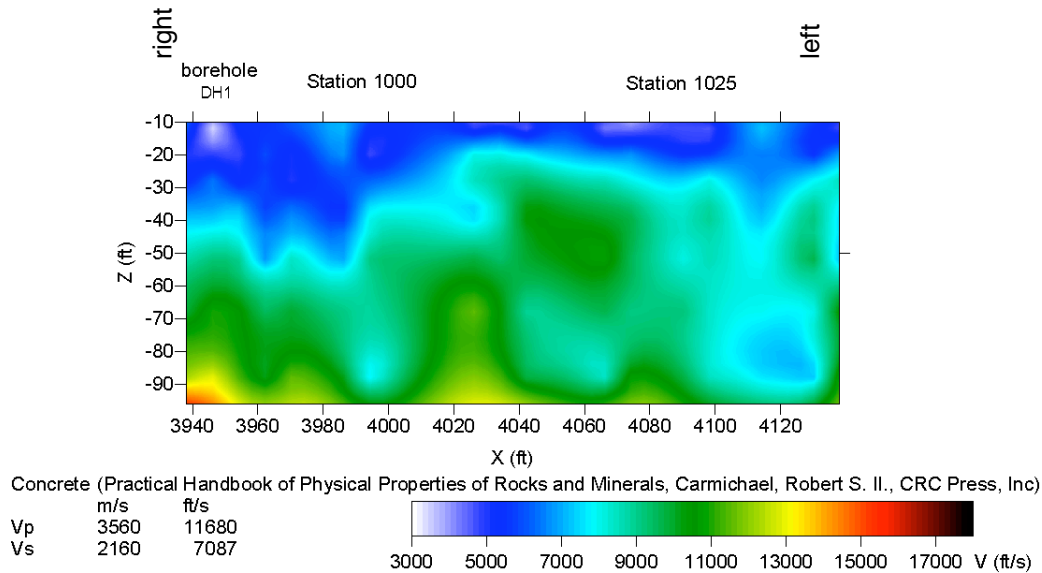 right
left
borehole
DH1
Station 1000
Station 1025
-10
-20
-30
-40
-50
-60
-70
-80
-90
Z (ft)
3940 3960 3980 4000 4020 4040 4060 4080 4100 4120
X (ft)
Concrete (Practical Handbook of Physical Properties of Rocks and Minerals, Carmichael, Robert S. II., CRC Press, Inc)
m/s ft/s
Vp 3560 11680
Vs 2160 7087
3000 5000 7000 9000 11000 13000 15000 17000 V (ft/s)